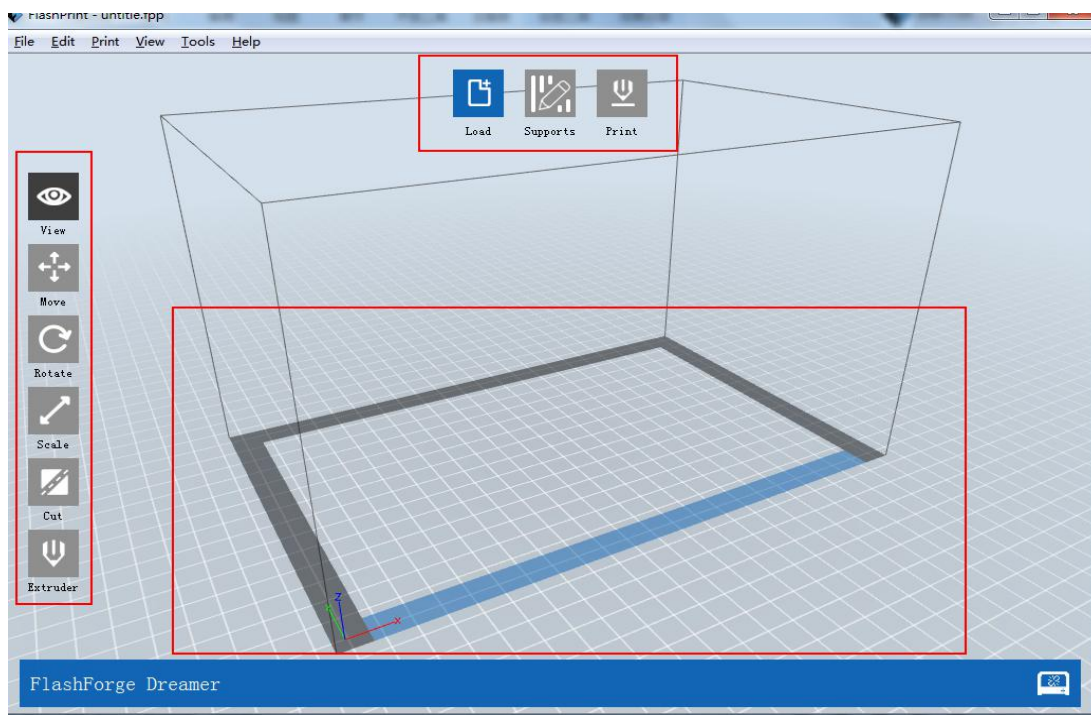 FlashPrint - untitle.fpp
File Edit Print View Tools Help
Load Supports Print
View
Move
Rotate
Scale
Cut
Extruder
Z
X
FlashForge Dreamer